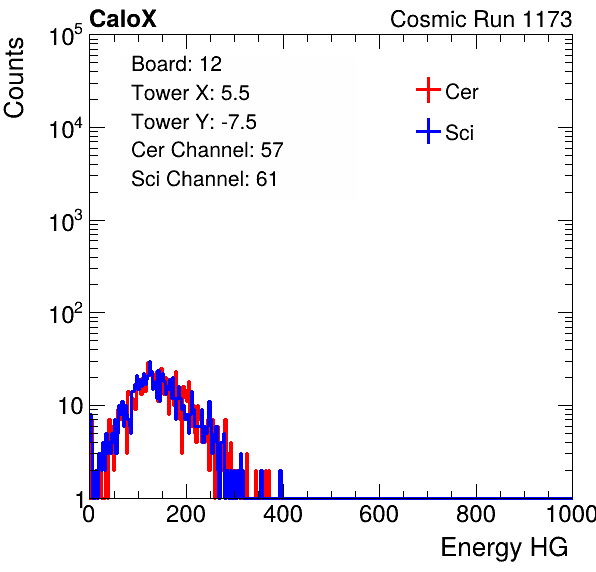 CaloX Cosmic Run 1173
Counts
10^5
10^4
10^3
10^2
10
1
Board: 12
Tower X: 5.5
Tower Y: -7.5
Cer Channel: 57
Sci Channel: 61
Cer
Sci
0 200 400 600 800 1000
Energy HG